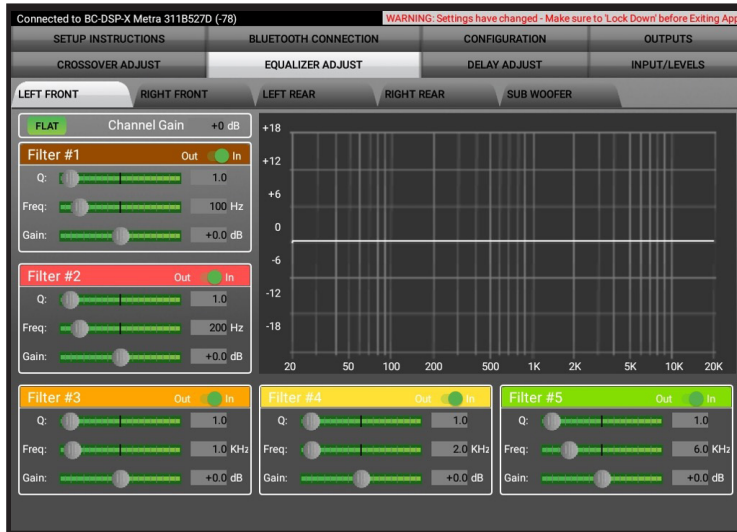 Connected to BC-DSP-X Metra 311B527D (-78) WARNING: Settings have changed - Make sure to 'Lock Down' before Exiting App
SETUP INSTRUCTIONS BLUETOOTH CONNECTION CONFIGURATION OUTPUTS
CROSSOVER ADJUST EQUALIZER ADJUST DELAY ADJUST INPUT/LEVELS
LEFT FRONT RIGHT FRONT LEFT REAR RIGHT REAR SUB WOOFER
FLAT Channel Gain +0 dB
Filter #1 Out In
Q: 1.0
Freq: 100 Hz
Gain: +0.0 dB
Filter #2 Out In
Q: 1.0
Freq: 200 Hz
Gain: +0.0 dB
+18
+12
+6
0
-6
-12
-18
20 50 100 200 500 1K 2K 5K 10K 20K
Filter #3 Out In
Q: 1.0
Freq: 1.0 KHz
Gain: +0.0 dB
Filter #4 Out In
Q: 1.0
Freq: 2.0 KHz
Gain: +0.0 dB
Filter #5 Out In
Q: 1.0
Freq: 6.0 KHz
Gain: +0.0 dB